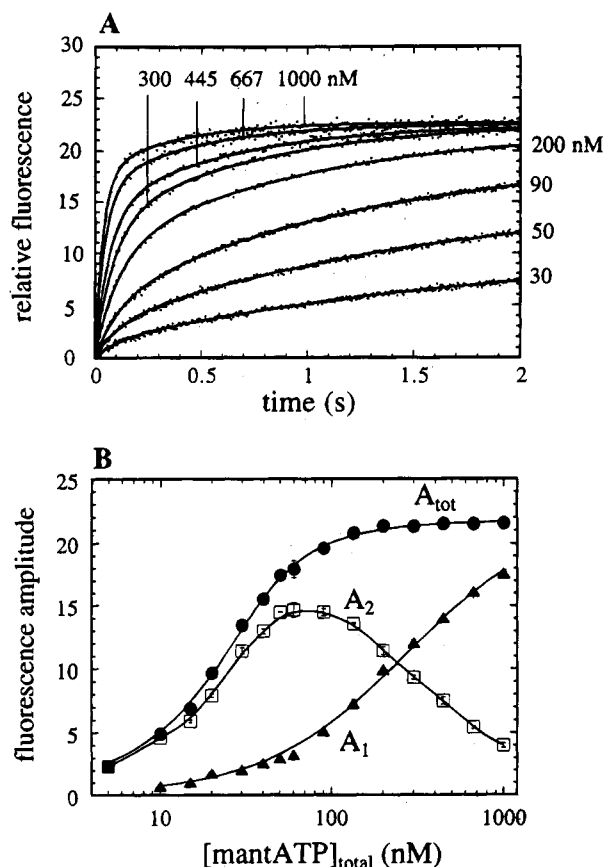 A
30
25
20
15
10
5
0
300 445 667 1000 nM
200 nM
90
50
30
relative fluorescence
0 0.5 1 1.5 2
time (s)
B
25
20
15
10
5
0
A_tot
A_2
A_1
fluorescence amplitude
10 100 1000
[mantATP]_total (nM)